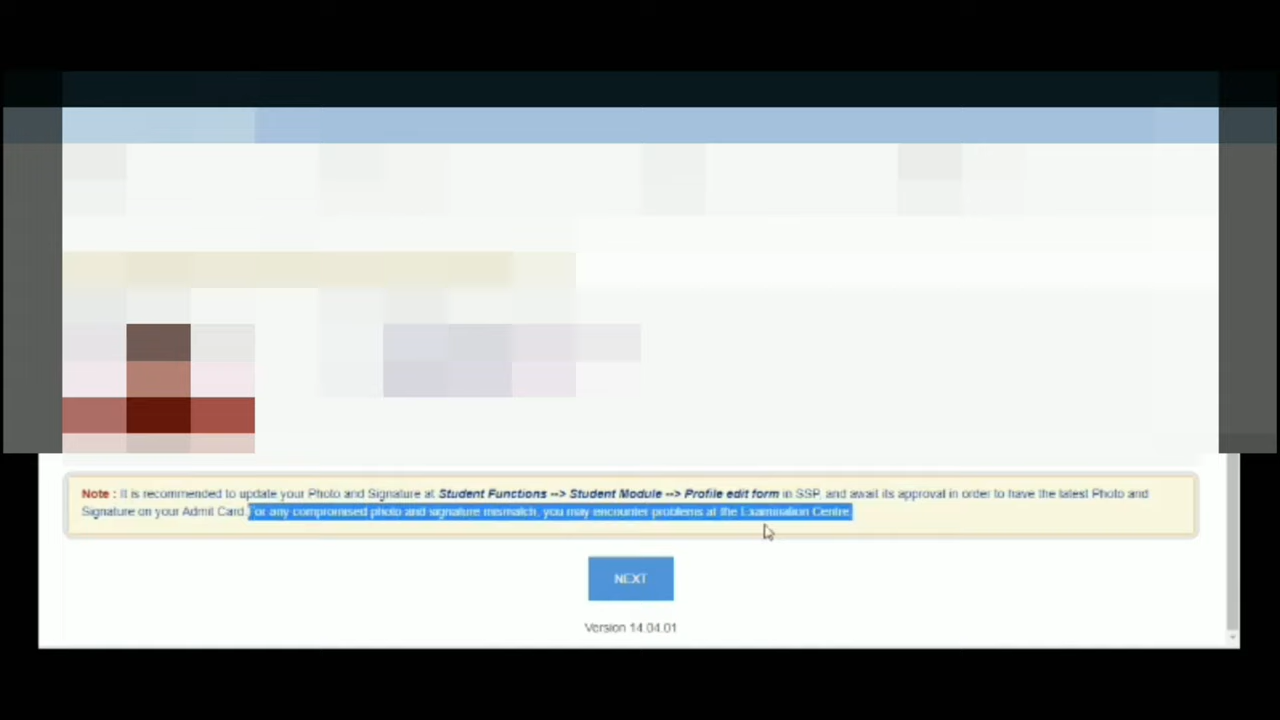 Note : It is recommended to update your Photo and Signature at Student Functions --> Student Module --> Profile edit form in SSP, and await its approval in order to have the latest Photo and
Signature on your Admit Card. For any compromised photo and signature mismatch, you may encounter problems at the Examination Centre.
NEXT
Version 14.04.01